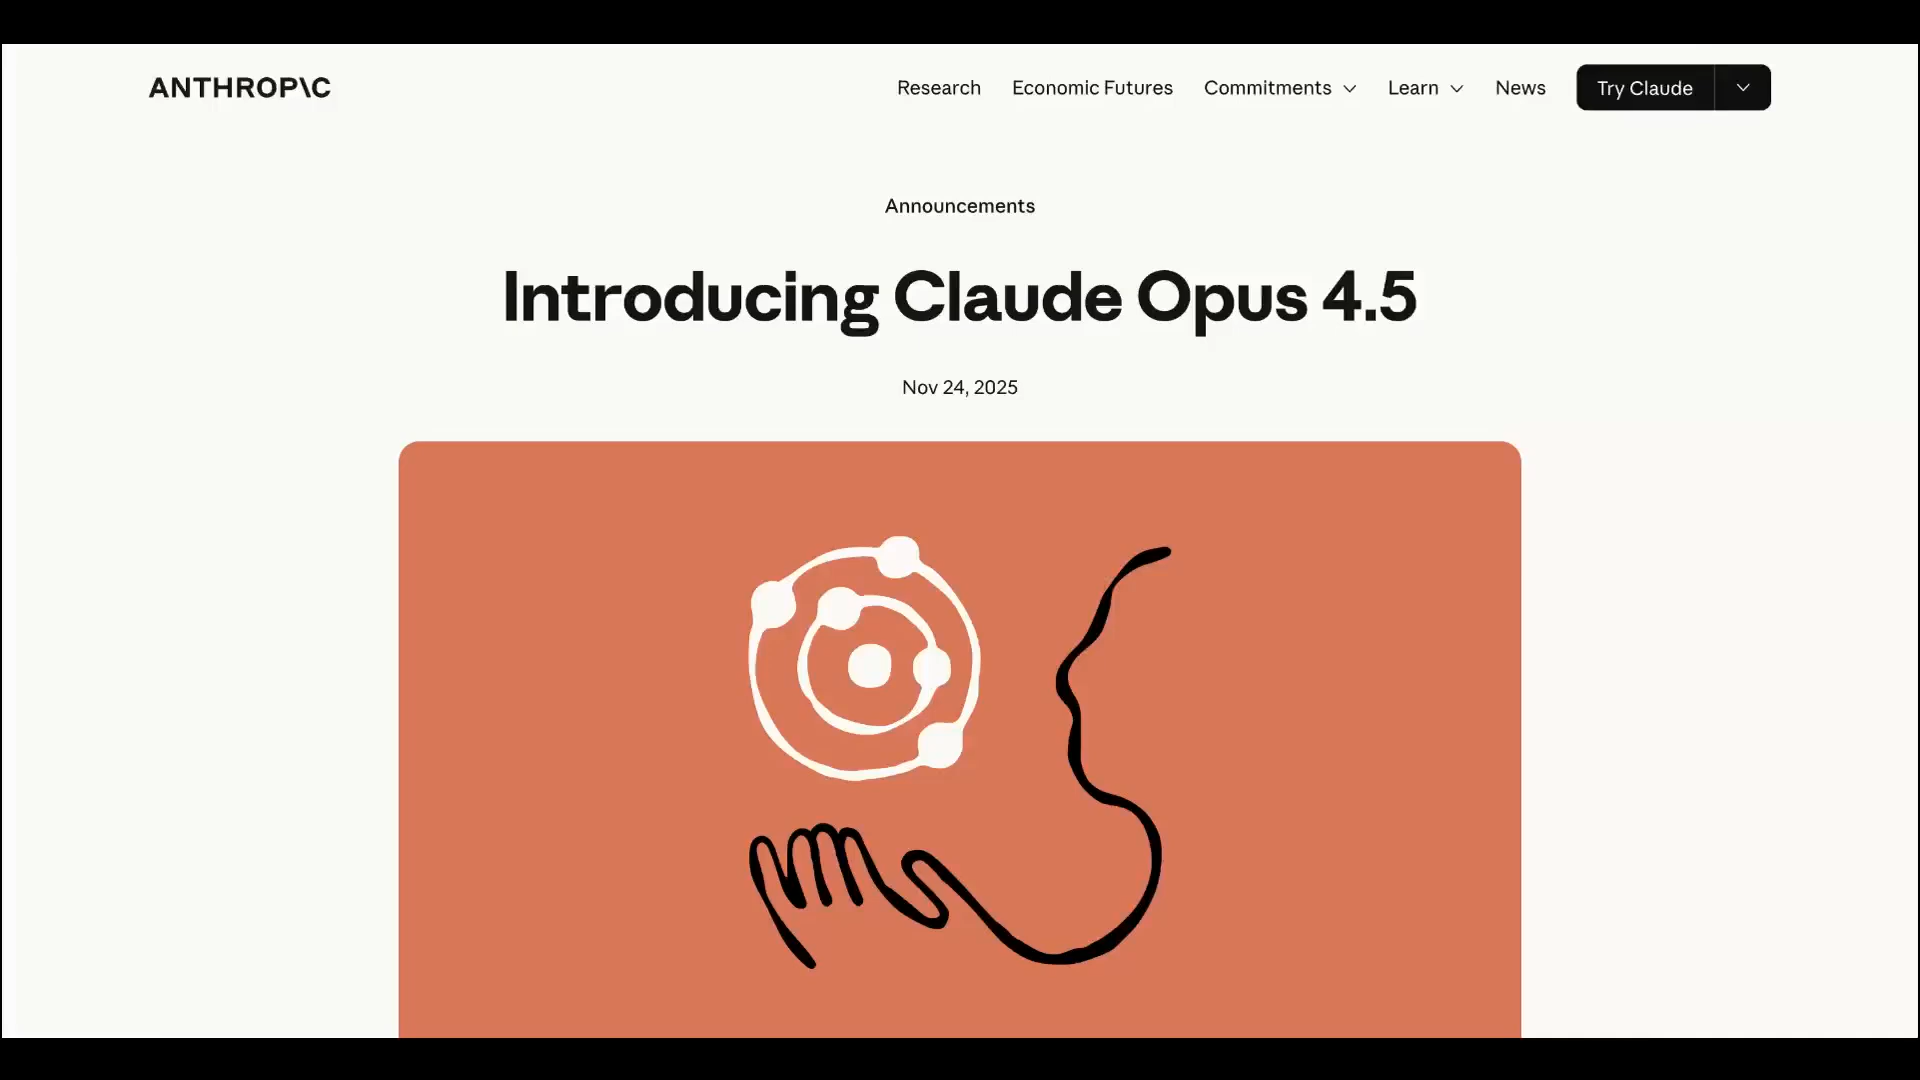 ANTHROP\C
Research Economic Futures Commitments Learn News Try Claude
Announcements
Introducing Claude Opus 4.5
Nov 24, 2025